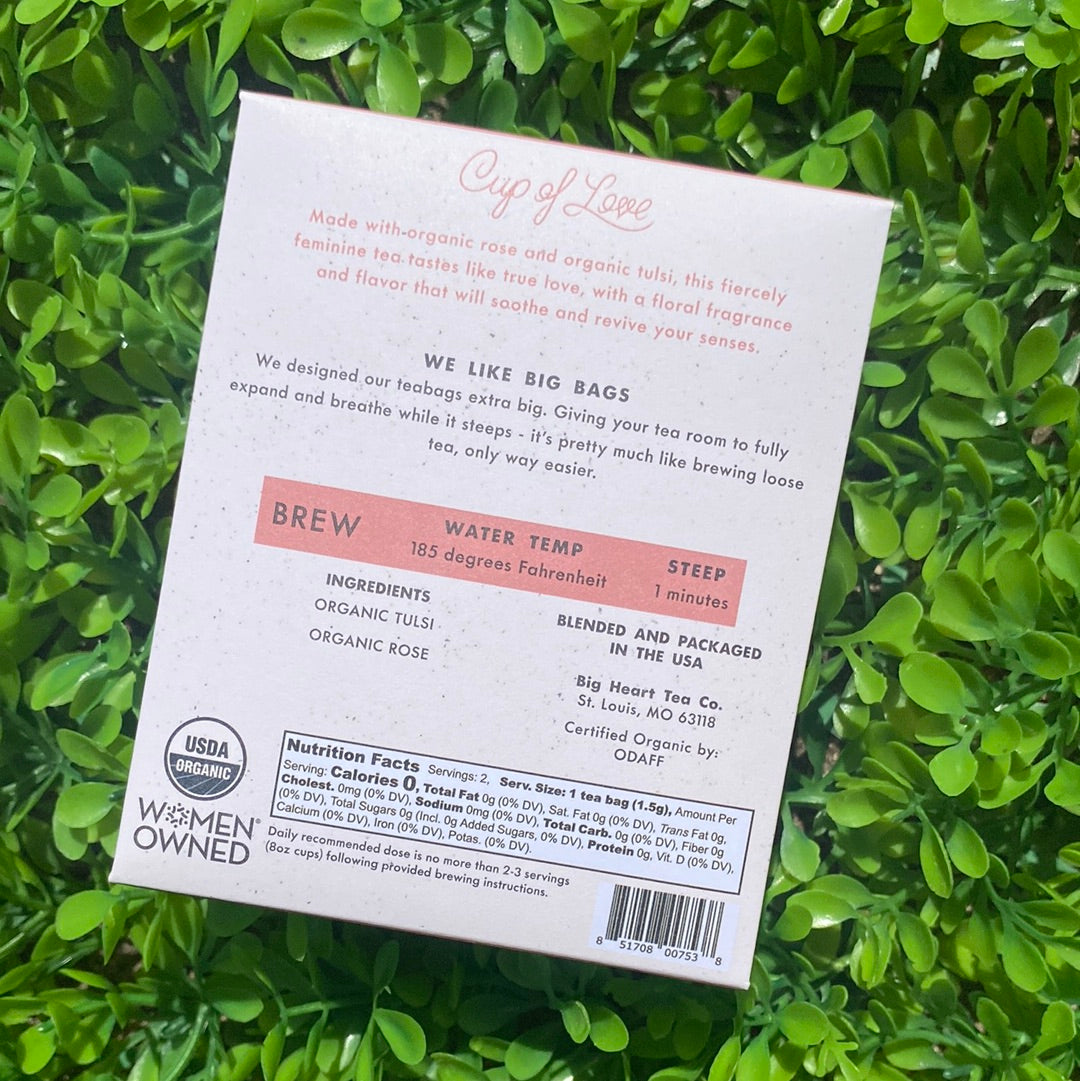 Cup of Love
Made with organic rose and organic tulsi, this fiercely
feminine tea tastes like true love, with a floral fragrance
and flavor that will soothe and revive your senses.
WE LIKE BIG BAGS
We designed our teabags extra big. Giving your tea room to fully
expand and breathe while it steeps - it's pretty much like brewing loose
tea, only way easier.
BREW
WATER TEMP
185 degrees Fahrenheit
STEEP
1 minutes
INGREDIENTS
ORGANIC TULSI
ORGANIC ROSE
BLENDED AND PACKAGED
IN THE USA
Big Heart Tea Co.
St. Louis, MO 63118
Certified Organic by:
ODAFF
USDA
ORGANIC
WOMEN
OWNED
Nutrition Facts Servings: 2, Serv. Size: 1 tea bag (1.5g), Amount Per
Serving: Calories 0, Total Fat 0g (0% DV), Sat. Fat 0g (0% DV), Trans Fat 0g,
Cholest. 0mg (0% DV), Sodium 0mg (0% DV), Total Carb. 0g (0% DV), Fiber 0g
(0% DV), Total Sugars 0g (Incl. 0g Added Sugars, 0% DV), Protein 0g, Vit. D (0% DV),
Calcium (0% DV), Iron (0% DV), Potas. (0% DV).
Daily recommended dose is no more than 2-3 servings
(8oz cups) following provided brewing instructions.
8 51708 00753 8